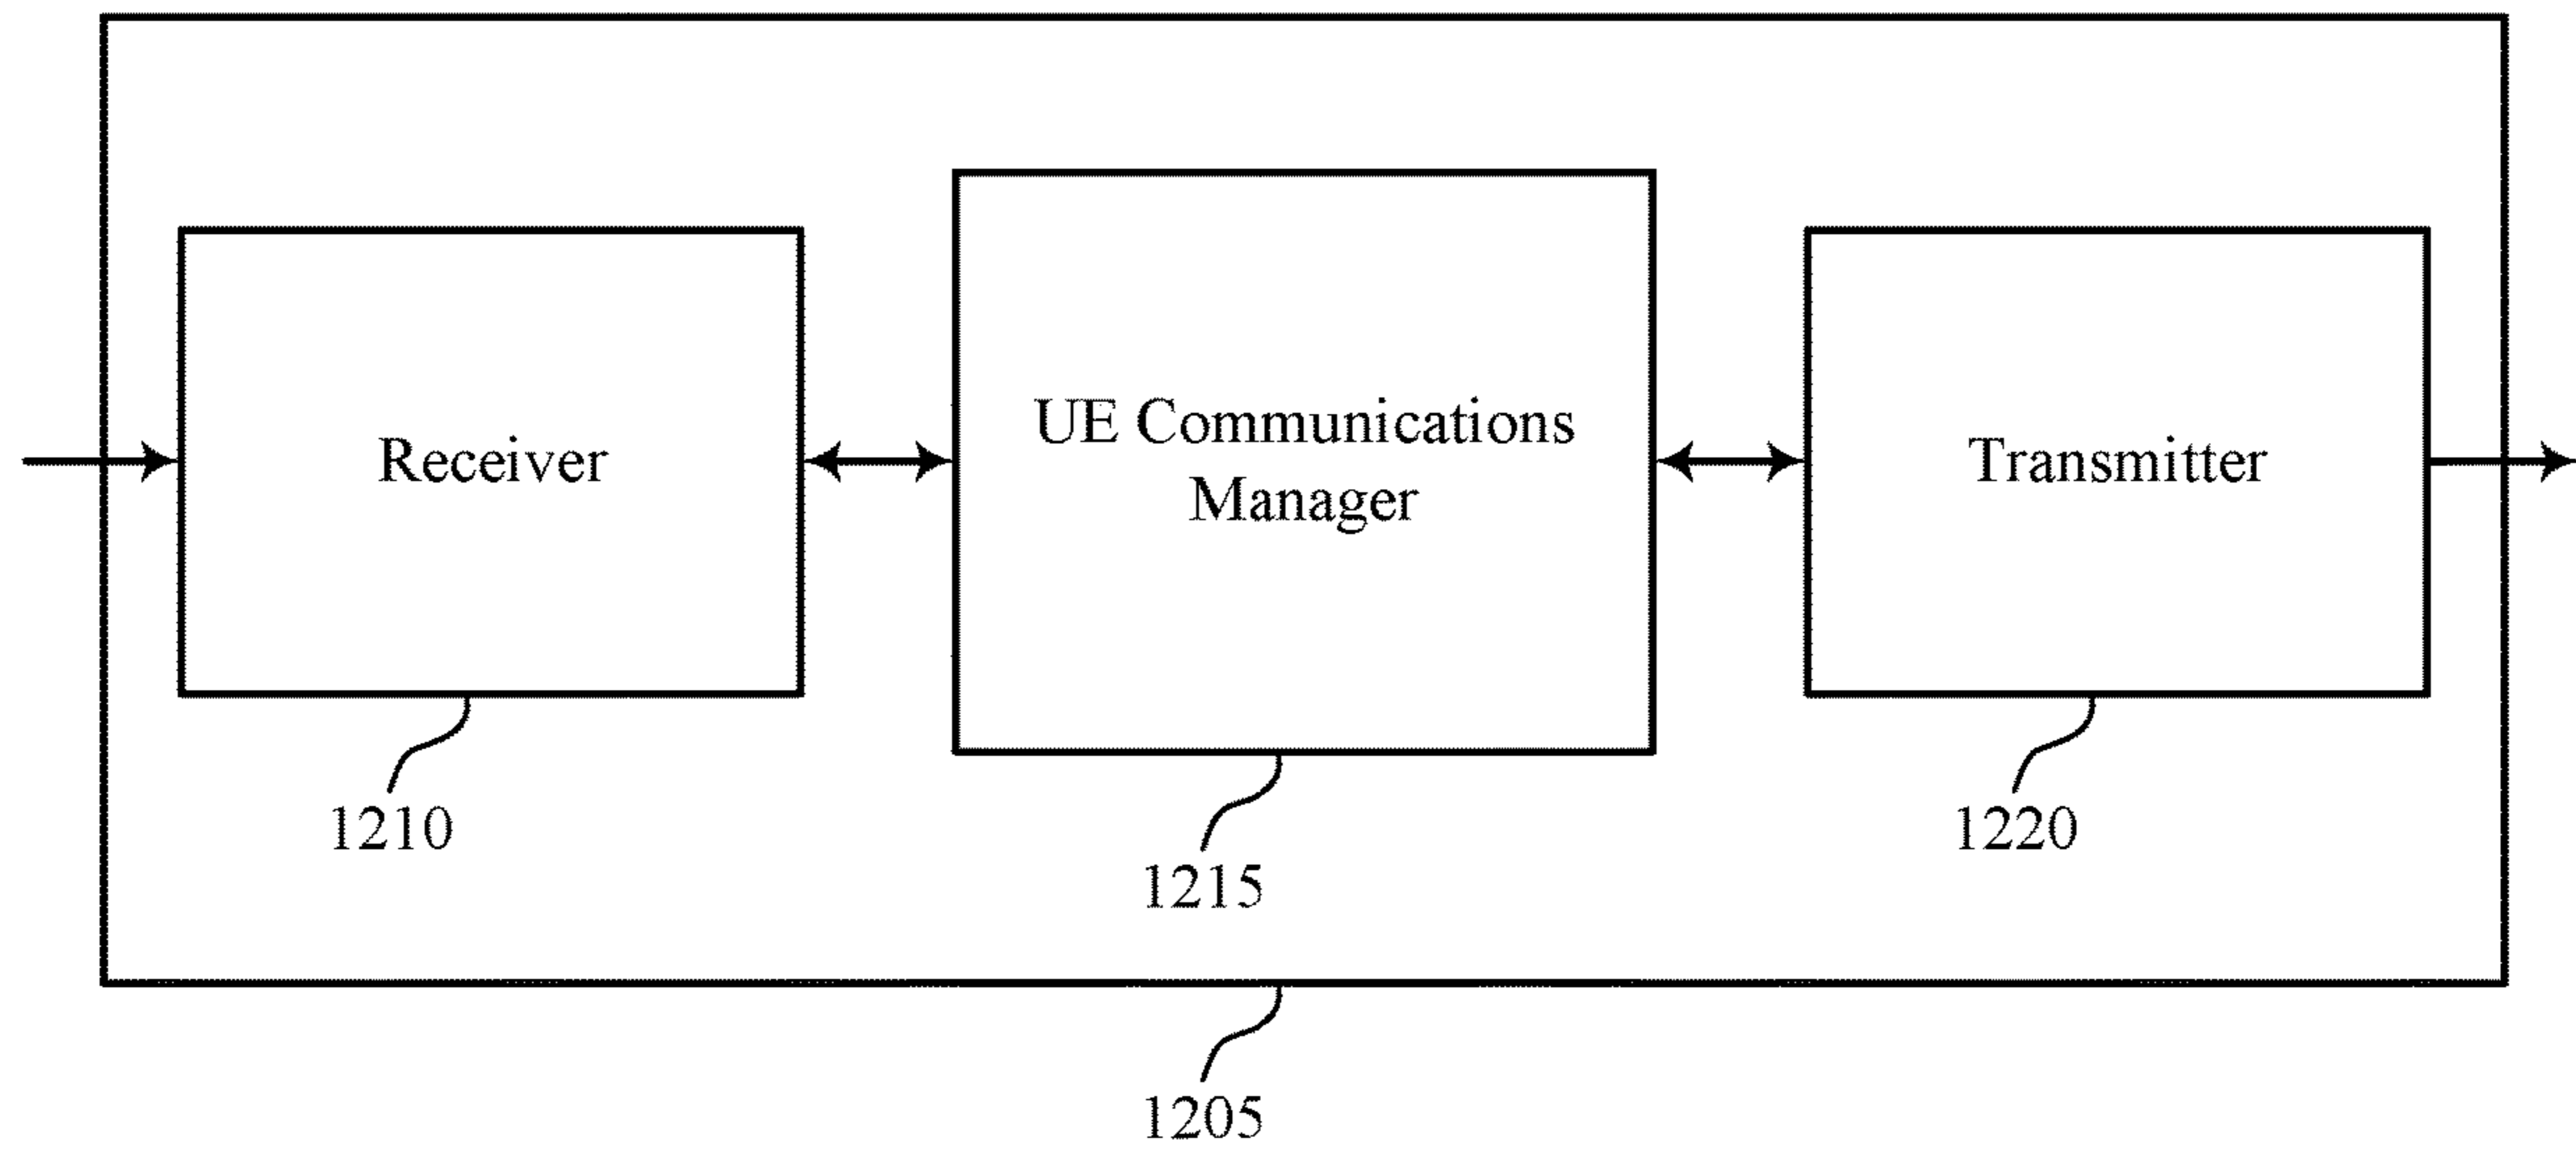 Receiver
UE Communications
Manager
Transmitter
1210
1215
1220
1205